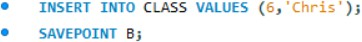 • INSERT INTO CLASS VALUES (6,'Chris');
• SAVEPOINT B;